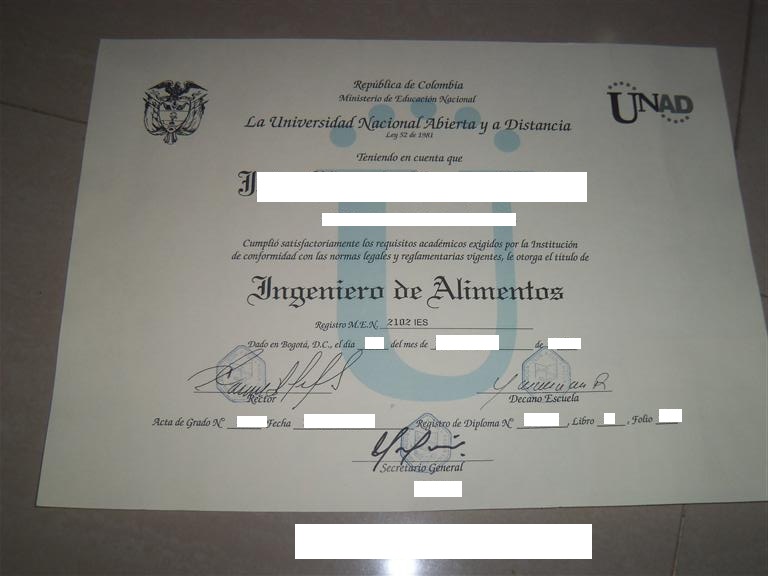 República de Colombia
Ministerio de Educación Nacional
UNAD
La Universidad Nacional Abierta y a Distancia
Ley 52 de 1981
Teniendo en cuenta que
Cumplió satisfactoriamente los requisitos académicos exigidos por la Institución
de conformidad con las normas legales y reglamentarias vigentes, le otorga el título de
Ingeniero de Alimentos
Registro M.E.N. 2102 IES
Dado en Bogotá, D.C., el día del mes de de
Rector Decano Escuela
Acta de Grado N° Fecha Registro de Diploma N° , Libro , Folio
Secretario General